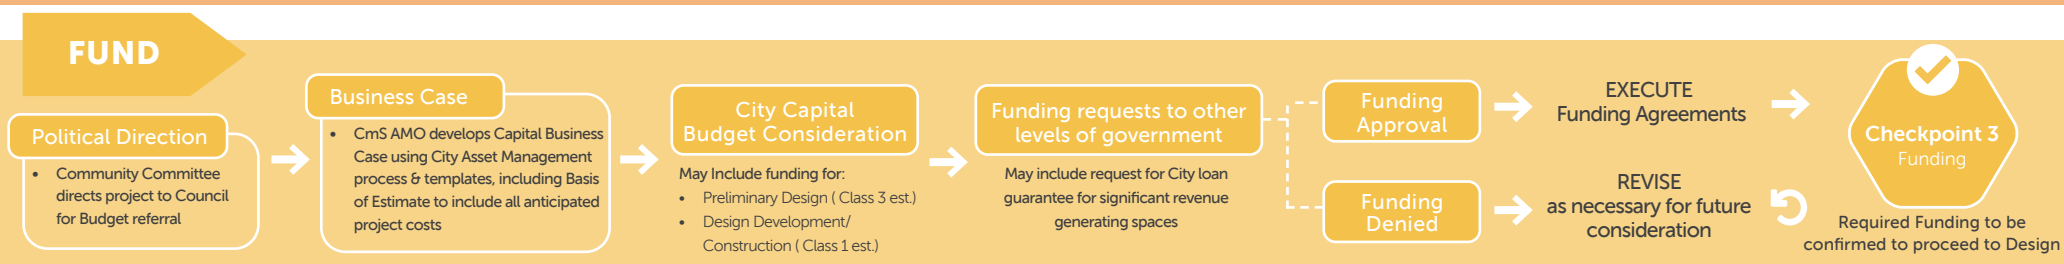 FUND
Political Direction
• Community Committee
directs project to Council
for Budget referral
Business Case
• CmS AMO develops Capital Business
Case using City Asset Management
process & templates, including Basis
of Estimate to include all anticipated
project costs
City Capital
Budget Consideration
May Include funding for:
• Preliminary Design ( Class 3 est.)
• Design Development/
Construction ( Class 1 est.)
Funding requests to other
levels of government
May include request for City loan
guarantee for significant revenue
generating spaces
Funding
Approval
EXECUTE
Funding Agreements
Funding
Denied
REVISE
as necessary for future
consideration
Checkpoint 3
Funding
Required Funding to be
confirmed to proceed to Design